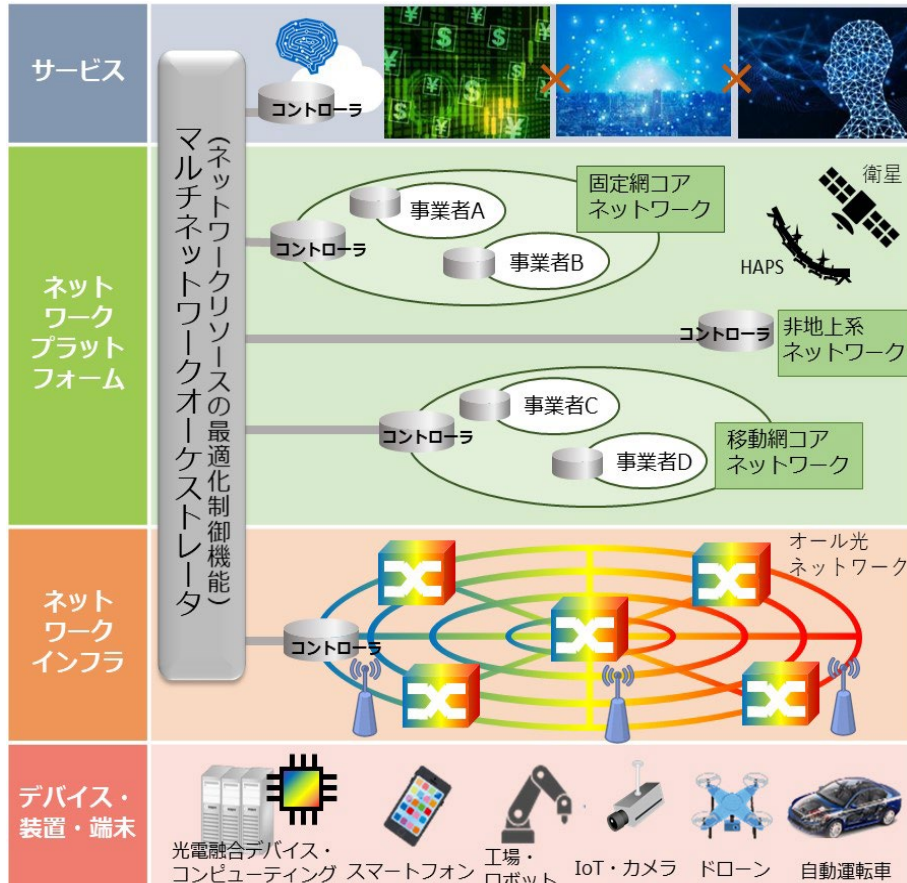 サービス
コントローラ
マルチネットワークオーケストレータ
(ネットワークリソースの最適化制御機能)
ネット
ワーク
プラット
フォーム
コントローラ
事業者A
事業者B
固定網コア
ネットワーク
衛星
HAPS
コントローラ
非地上系
ネットワーク
コントローラ
事業者C
事業者D
移動網コア
ネットワーク
ネット
ワーク
インフラ
コントローラ
オール光
ネットワーク
デバイス・
装置・端末
光電融合デバイス・
コンピューティング
スマートフォン
工場・
ロボット
IoT・カメラ
ドローン
自動運転車